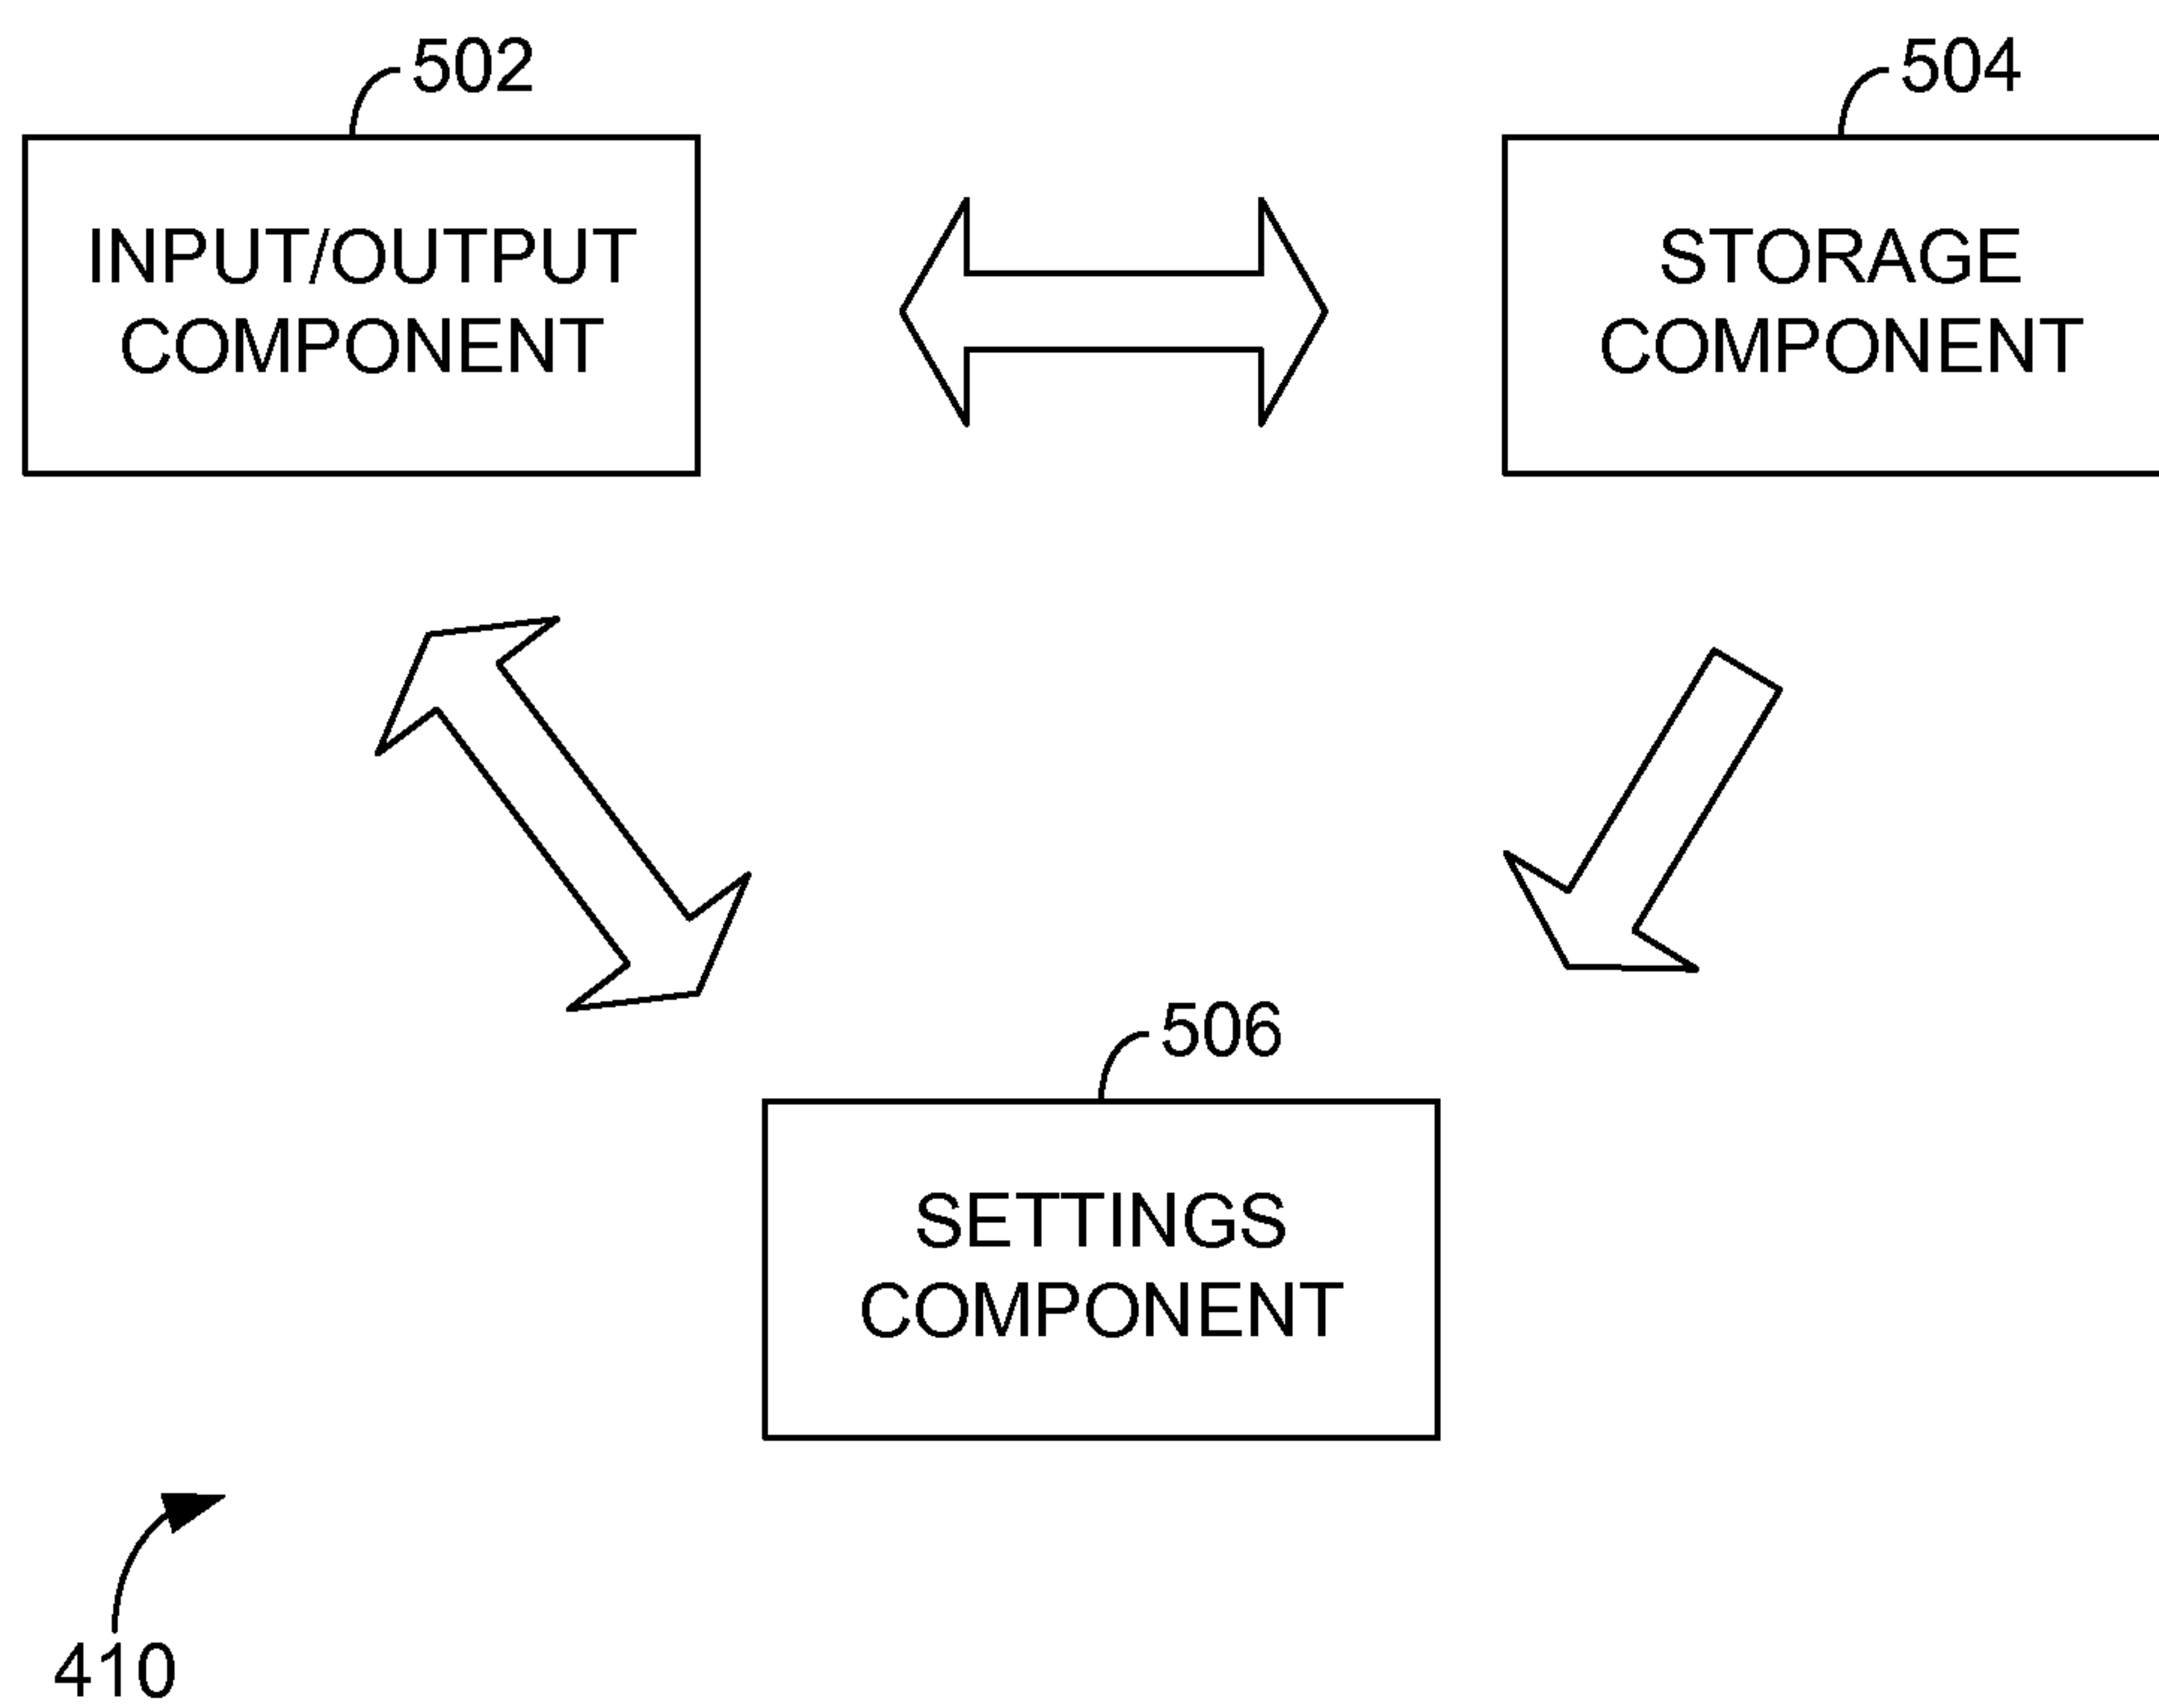 502
504
INPUT/OUTPUT
COMPONENT
STORAGE
COMPONENT
506
SETTINGS
COMPONENT
410